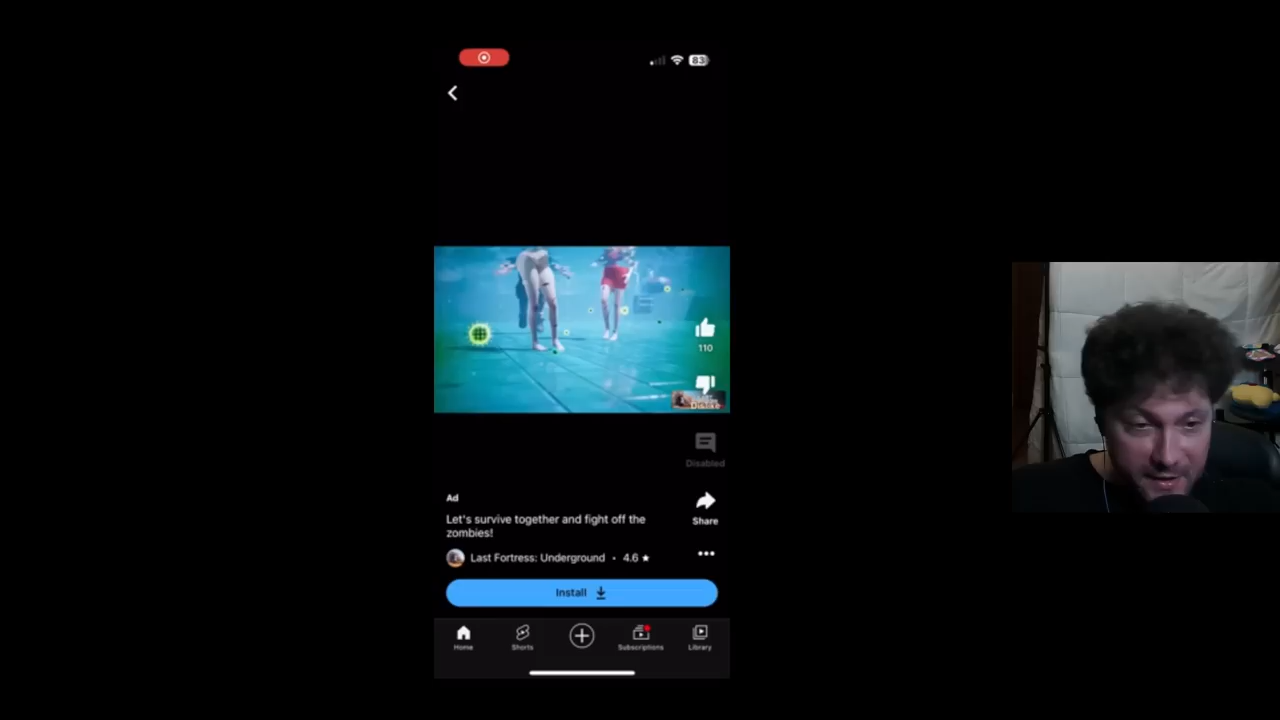 83
110
Disabled
Ad
Let's survive together and fight off the
zombies!
Share
Last Fortress: Underground • 4.6 ★
Install
Home
Shorts
Subscriptions
Library